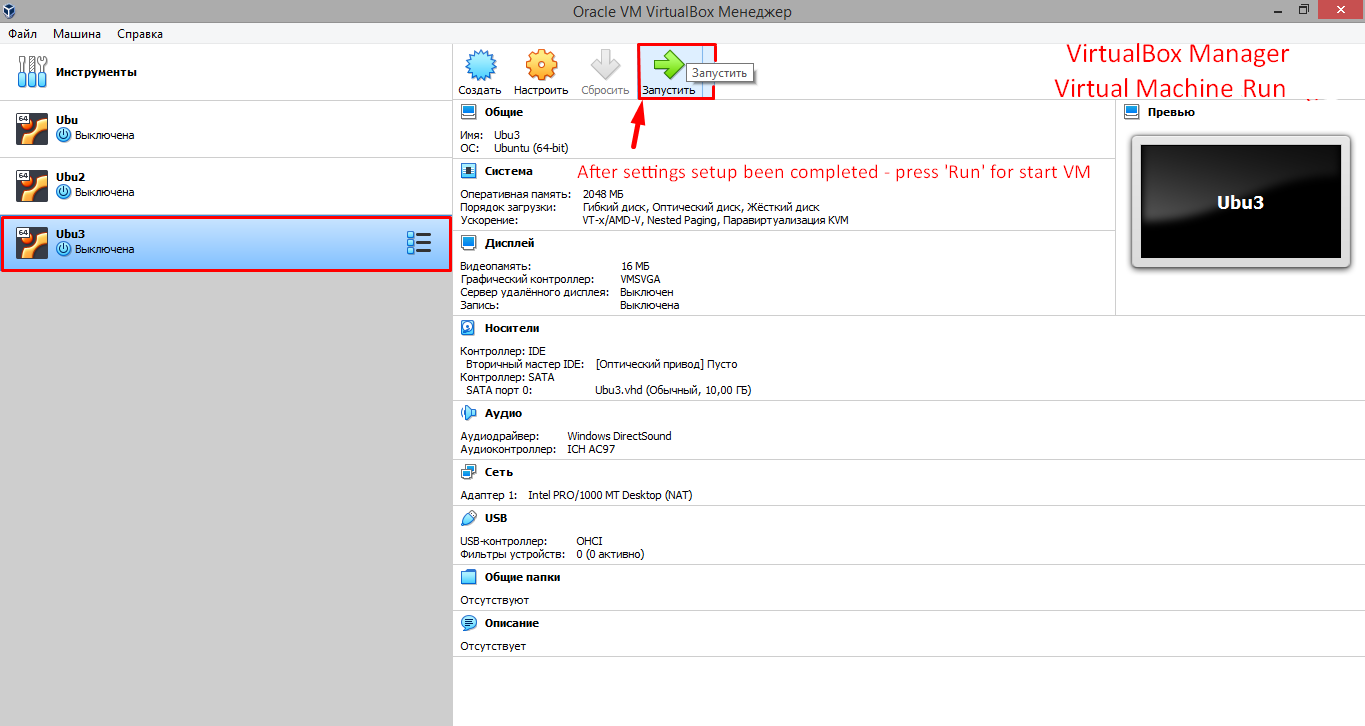 Oracle VM VirtualBox Менеджер
Файл Машина Справка
Инструменты
64
Ubu
Выключена
64
Ubu2
Выключена
64
Ubu3
Выключена
Создать Настроить Сбросить Запустить
Запустить
VirtualBox Manager
Virtual Machine Run
Общие
Имя: Ubu3
ОС: Ubuntu (64-bit)
Превью
Ubu3
Система
After settings setup been completed - press 'Run' for start VM
Оперативная память: 2048 МБ
Порядок загрузки: Гибкий диск, Оптический диск, Жёсткий диск
Ускорение: VT-x/AMD-V, Nested Paging, Паравиртуализация KVM
Дисплей
Видеопамять: 16 МБ
Графический контроллер: VMSVGA
Сервер удалённого дисплея: Выключен
Запись: Выключена
Носители
Контроллер: IDE
Вторичный мастер IDE: [Оптический привод] Пусто
Контроллер: SATA
SATA порт 0: Ubu3.vhd (Обычный, 10,00 ГБ)
Аудио
Аудиодрайвер: Windows DirectSound
Аудиоконтроллер: ICH AC97
Сеть
Адаптер 1: Intel PRO/1000 MT Desktop (NAT)
USB
USB-контроллер: OHCI
Фильтры устройств: 0 (0 активно)
Общие папки
Отсутствуют
Описание
Отсутствует